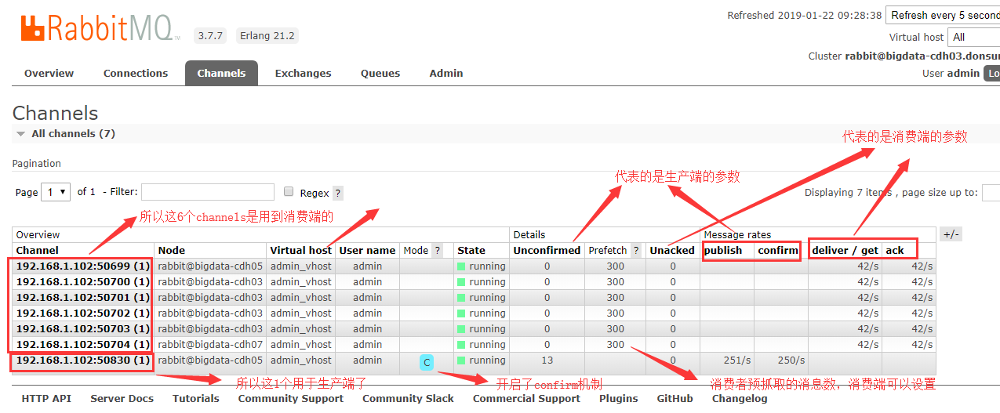 RabbitMQ TM 3.7.7 Erlang 21.2
Refreshed 2019-01-22 09:28:38 Refresh every 5 second
Virtual host All
Cluster rabbit@bigdata-cdh03.donsun
User admin Lo
Overview Connections Channels Exchanges Queues Admin
Channels
All channels (7)
代表的是消费端的参数
Pagination
代表的是生产端的参数
Page 1 of 1 - Filter: Regex ? Displaying 7 items , page size up to:
所以这6个channels是用到消费端的
Overview Details Message rates +/-
Channel Node Virtual host User name Mode ? State Unconfirmed Prefetch ? Unacked publish confirm deliver / get ack
192.168.1.102:50699 (1) rabbit@bigdata-cdh05 admin_vhost admin running 0 300 0 42/s 42/s
192.168.1.102:50700 (1) rabbit@bigdata-cdh03 admin_vhost admin running 0 300 0 42/s 42/s
192.168.1.102:50701 (1) rabbit@bigdata-cdh03 admin_vhost admin running 0 300 0 42/s 42/s
192.168.1.102:50702 (1) rabbit@bigdata-cdh03 admin_vhost admin running 0 300 0 42/s 42/s
192.168.1.102:50703 (1) rabbit@bigdata-cdh03 admin_vhost admin running 0 300 0 42/s 42/s
192.168.1.102:50704 (1) rabbit@bigdata-cdh07 admin_vhost admin running 0 300 0 42/s 42/s
192.168.1.102:50830 (1) rabbit@bigdata-cdh05 admin_vhost admin C running 13 0 251/s 250/s
所以这1个用于生产端了 开启了confirm机制 消费者预抓取的消息数，消费端可以设置
HTTP API Server Docs Tutorials Community Support Community Slack Commercial Support Plugins GitHub Changelog